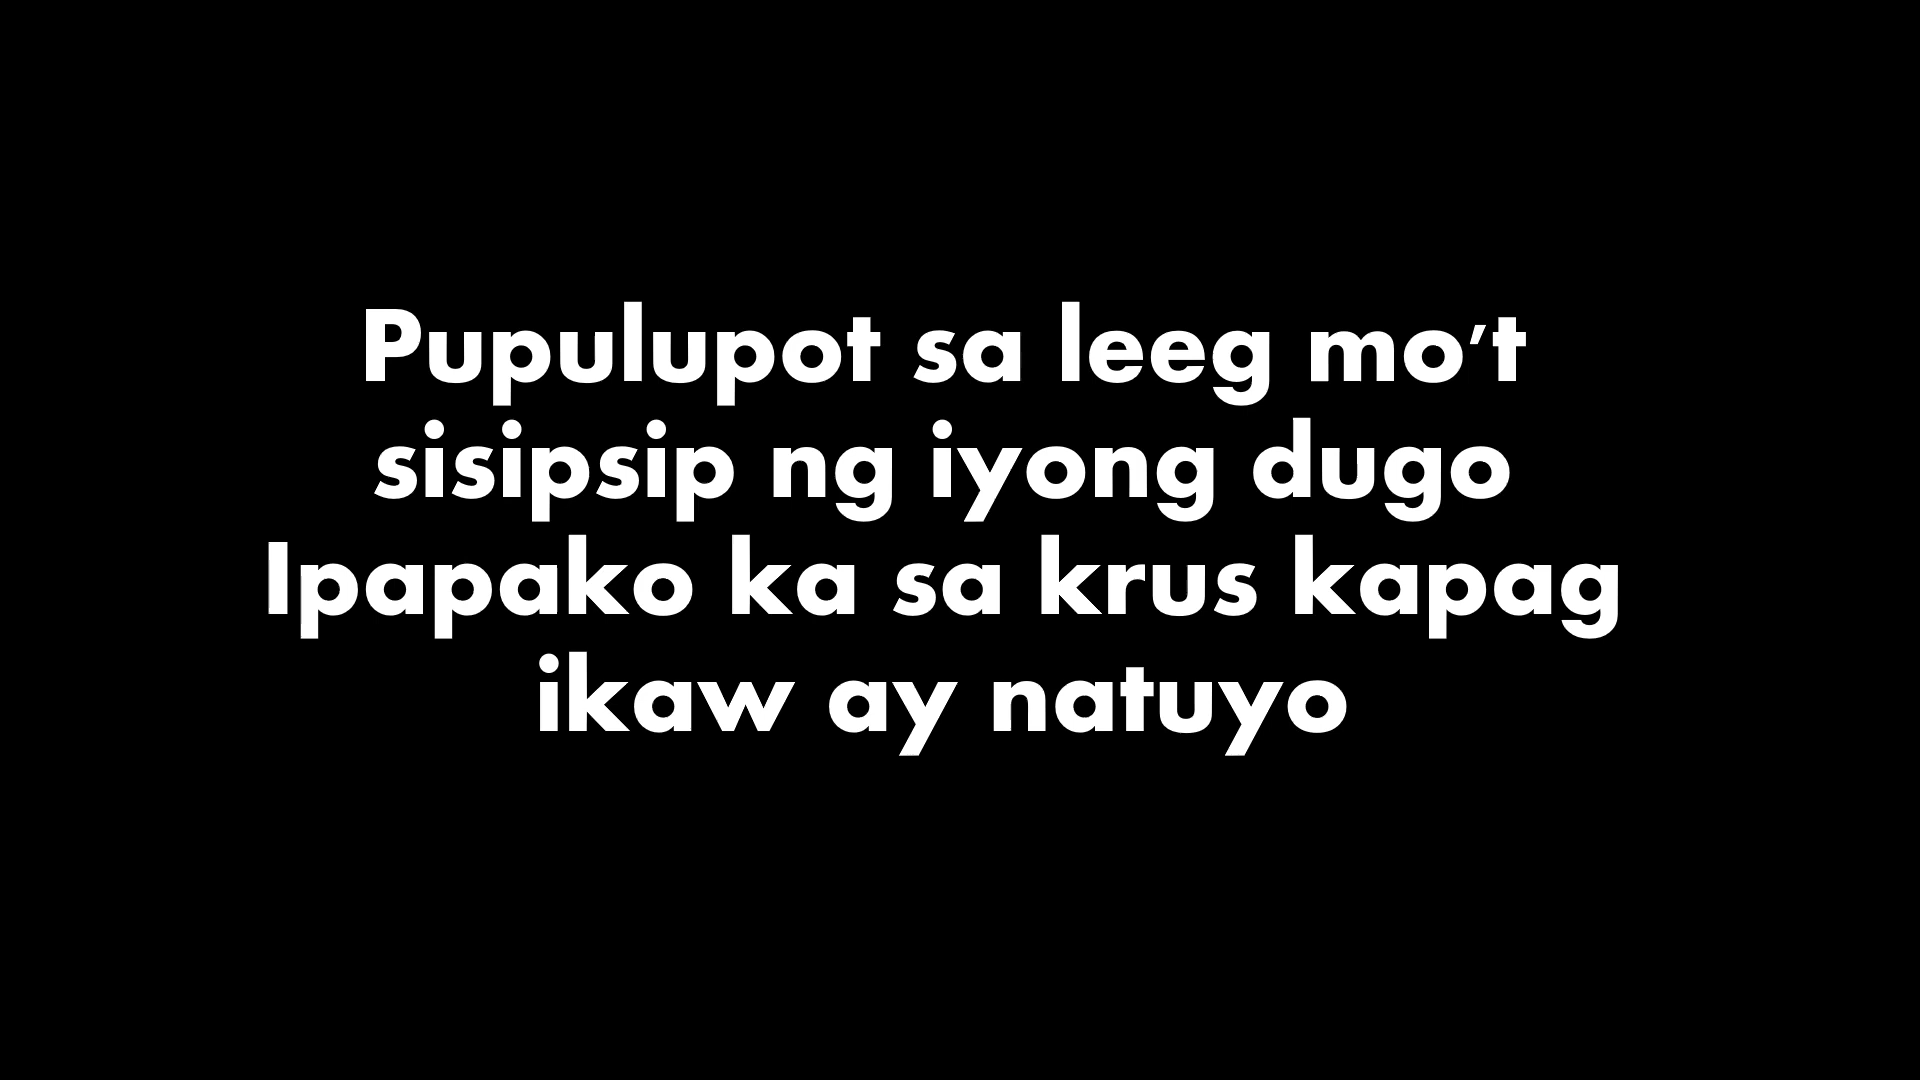 Pupulupot sa leeg mo't
sisipsip ng iyong dugo
Ipapako ka sa krus kapag
ikaw ay natuyo